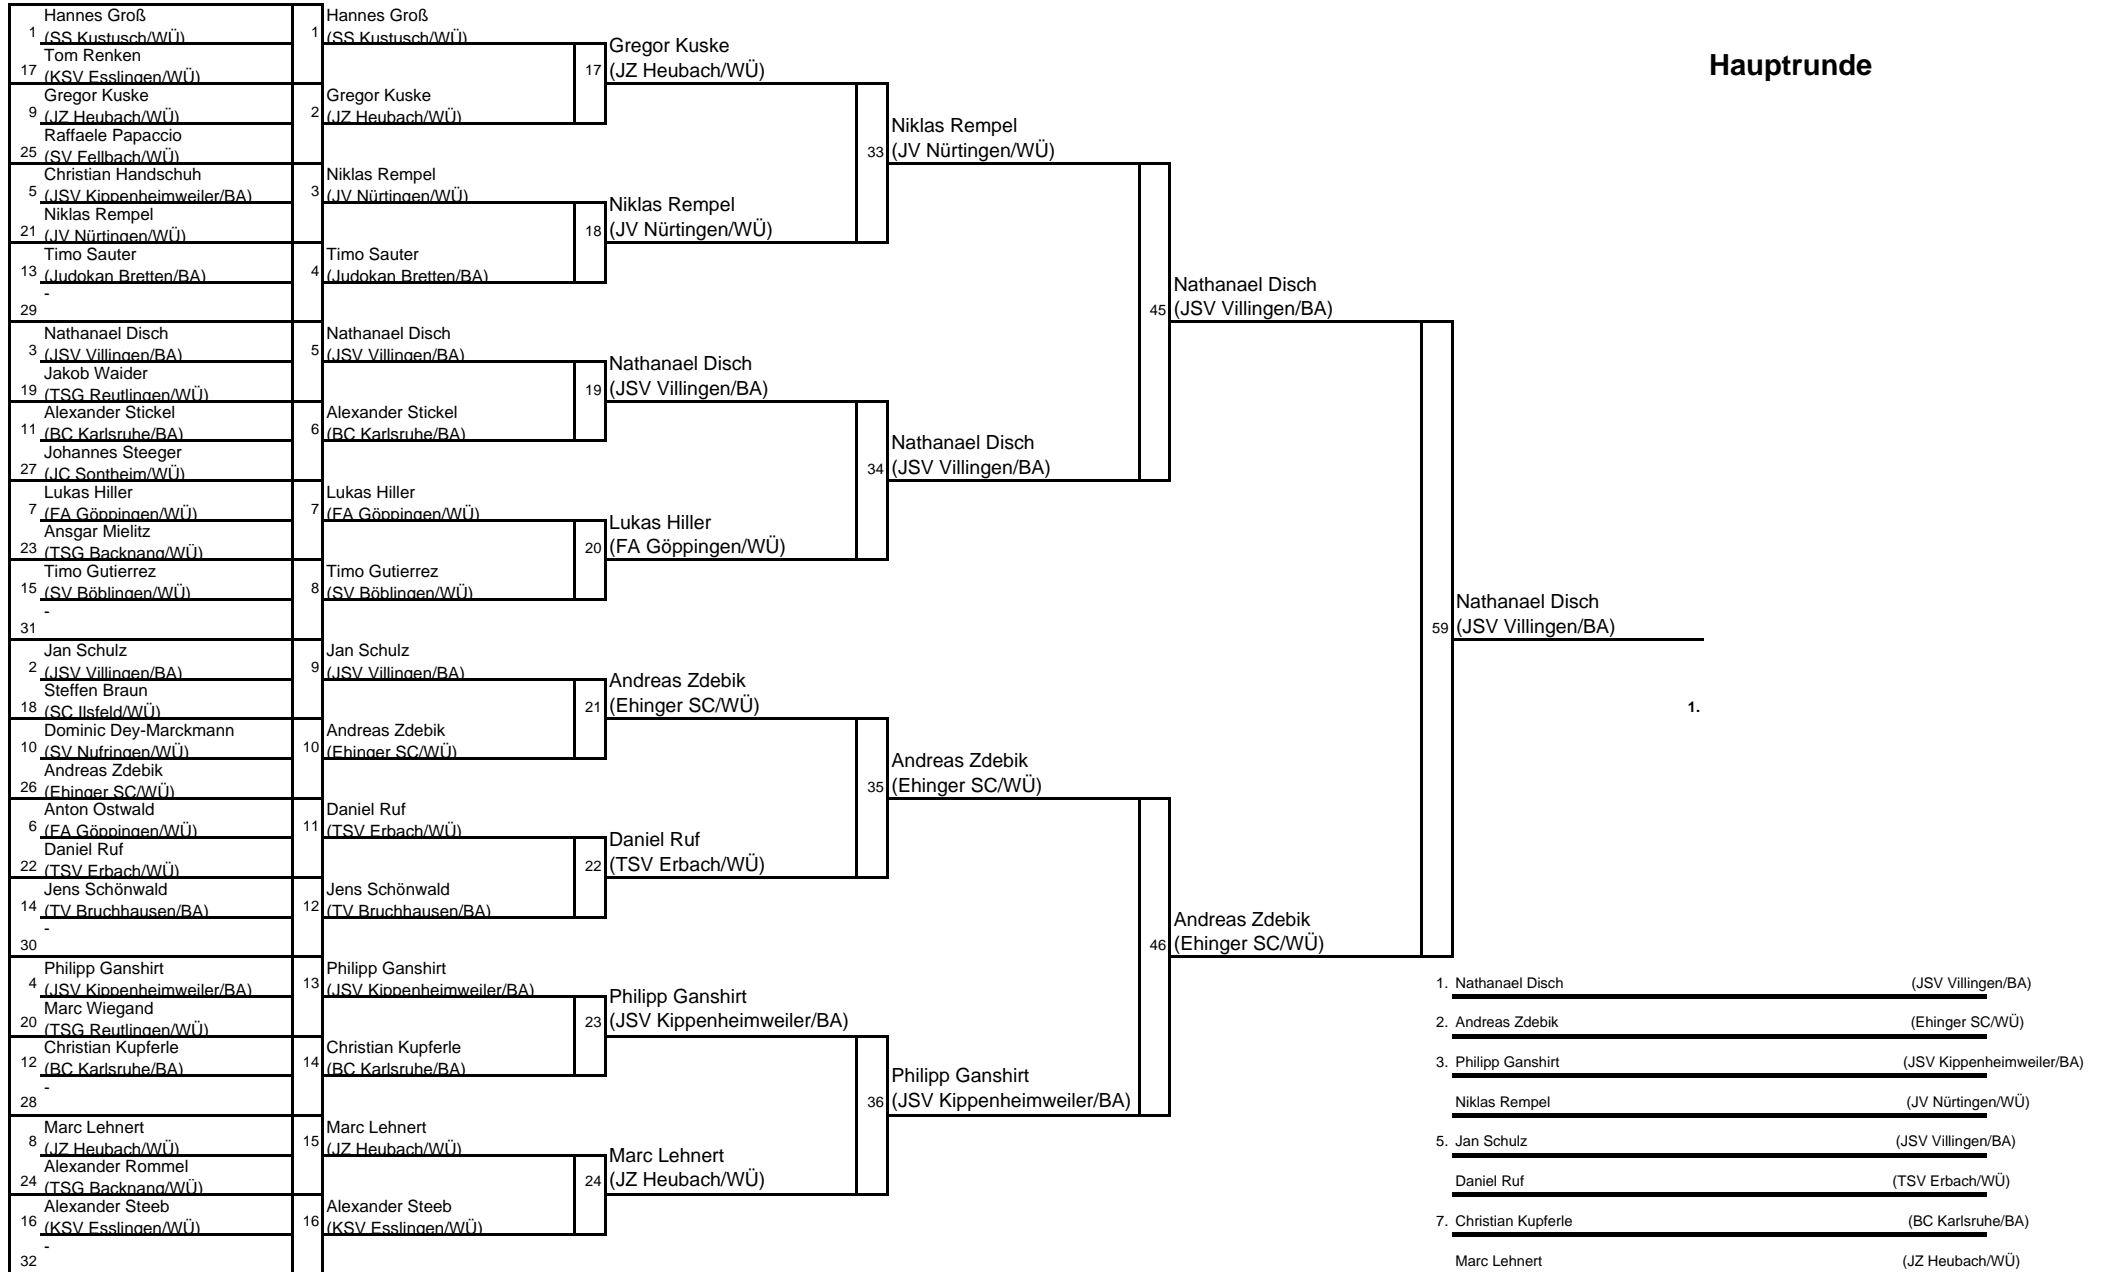 Hauptrunde
1 Hannes Groß
(SS Kustusch/WÜ)
17 Tom Renken
(KSV Esslingen/WÜ)
9 Gregor Kuske
(JZ Heubach/WÜ)
25 Raffaele Papaccio
(SV Fellbach/WÜ)
5 Christian Handschuh
(JSV Kippenheimweiler/BA)
21 Niklas Rempel
(JV Nürtingen/WÜ)
13 Timo Sauter
(Judokan Bretten/BA)
29 -
3 Nathanael Disch
(JSV Villingen/BA)
19 Jakob Waider
(TSG Reutlingen/WÜ)
11 Alexander Stickel
(BC Karlsruhe/BA)
27 Johannes Steeger
(JC Sontheim/WÜ)
7 Lukas Hiller
(FA Göppingen/WÜ)
23 Ansgar Mielitz
(TSG Backnang/WÜ)
15 Timo Gutierrez
(SV Böblingen/WÜ)
31 -
2 Jan Schulz
(JSV Villingen/BA)
18 Steffen Braun
(SC Ilsfeld/WÜ)
10 Dominic Dey-Marckmann
(SV Nufringen/WÜ)
26 Andreas Zdebik
(Ehinger SC/WÜ)
6 Anton Ostwald
(FA Göppingen/WÜ)
22 Daniel Ruf
(TSV Erbach/WÜ)
14 Jens Schönwald
(TV Bruchhausen/BA)
30 -
4 Philipp Ganshirt
(JSV Kippenheimweiler/BA)
20 Marc Wiegand
(TSG Reutlingen/WÜ)
12 Christian Kupferle
(BC Karlsruhe/BA)
28 -
8 Marc Lehnert
(JZ Heubach/WÜ)
24 Alexander Rommel
(TSG Backnang/WÜ)
16 Alexander Steeb
(KSV Esslingen/WÜ)
32 -
1 Hannes Groß
(SS Kustusch/WÜ)
2 Gregor Kuske
(JZ Heubach/WÜ)
3 Niklas Rempel
(JV Nürtingen/WÜ)
4 Timo Sauter
(Judokan Bretten/BA)
5 Nathanael Disch
(JSV Villingen/BA)
6 Alexander Stickel
(BC Karlsruhe/BA)
7 Lukas Hiller
(FA Göppingen/WÜ)
8 Timo Gutierrez
(SV Böblingen/WÜ)
9 Jan Schulz
(JSV Villingen/BA)
10 Andreas Zdebik
(Ehinger SC/WÜ)
11 Daniel Ruf
(TSV Erbach/WÜ)
12 Jens Schönwald
(TV Bruchhausen/BA)
13 Philipp Ganshirt
(JSV Kippenheimweiler/BA)
14 Christian Kupferle
(BC Karlsruhe/BA)
15 Marc Lehnert
(JZ Heubach/WÜ)
16 Alexander Steeb
(KSV Esslingen/WÜ)
17 Gregor Kuske
(JZ Heubach/WÜ)
18 Niklas Rempel
(JV Nürtingen/WÜ)
19 Nathanael Disch
(JSV Villingen/BA)
20 Lukas Hiller
(FA Göppingen/WÜ)
21 Andreas Zdebik
(Ehinger SC/WÜ)
22 Daniel Ruf
(TSV Erbach/WÜ)
23 Philipp Ganshirt
(JSV Kippenheimweiler/BA)
24 Marc Lehnert
(JZ Heubach/WÜ)
33 Niklas Rempel
(JV Nürtingen/WÜ)
34 Nathanael Disch
(JSV Villingen/BA)
35 Andreas Zdebik
(Ehinger SC/WÜ)
36 Philipp Ganshirt
(JSV Kippenheimweiler/BA)
45 Nathanael Disch
(JSV Villingen/BA)
46 Andreas Zdebik
(Ehinger SC/WÜ)
59 Nathanael Disch
(JSV Villingen/BA)
1.
1. Nathanael Disch (JSV Villingen/BA)
2. Andreas Zdebik (Ehinger SC/WÜ)
3. Philipp Ganshirt (JSV Kippenheimweiler/BA)
Niklas Rempel (JV Nürtingen/WÜ)
5. Jan Schulz (JSV Villingen/BA)
Daniel Ruf (TSV Erbach/WÜ)
7. Christian Kupferle (BC Karlsruhe/BA)
Marc Lehnert (JZ Heubach/WÜ)